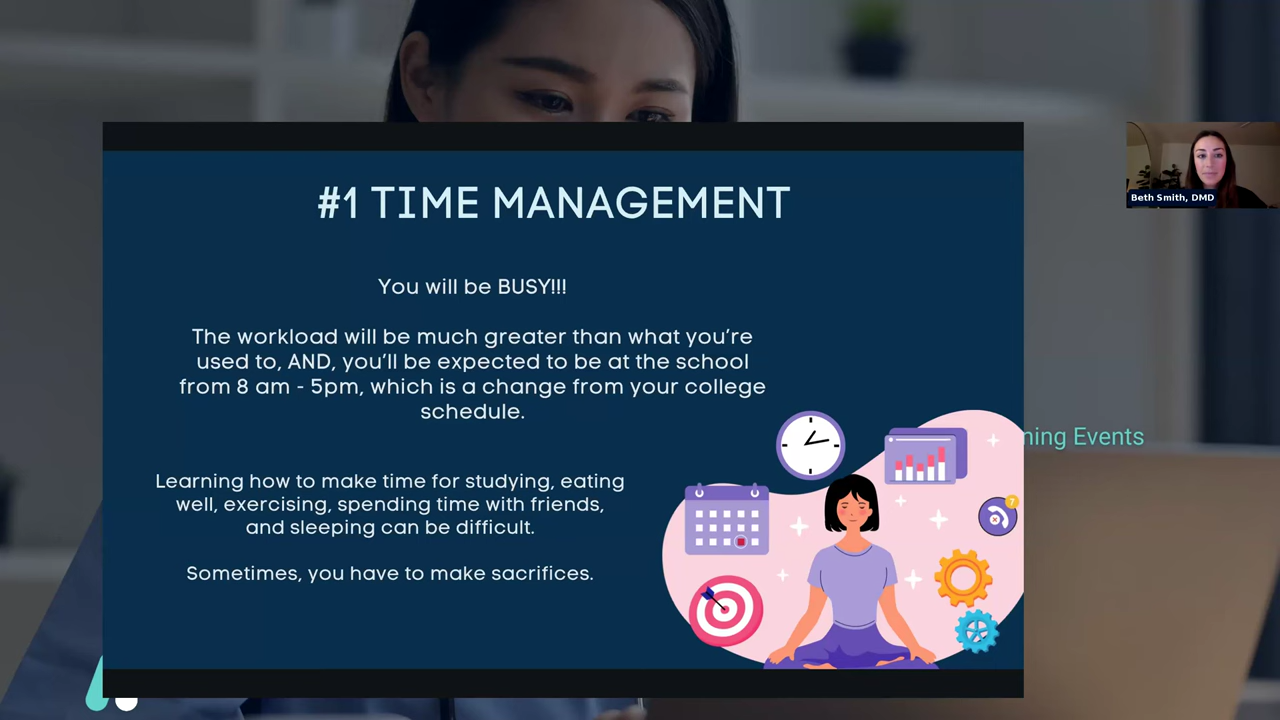 #1 TIME MANAGEMENT
You will be BUSY!!!
The workload will be much greater than what you're
used to, AND, you'll be expected to be at the school
from 8 am - 5pm, which is a change from your college
schedule.
Learning how to make time for studying, eating
well, exercising, spending time with friends,
and sleeping can be difficult.
Sometimes, you have to make sacrifices.
Beth Smith, DMD
ning Events
?